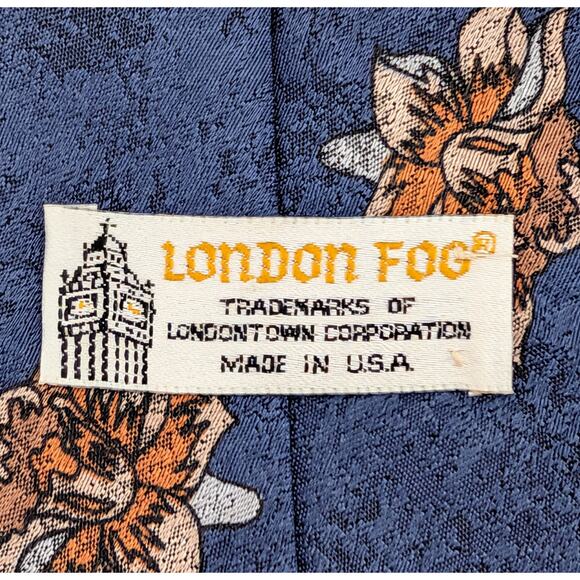 LONDON FOG®
TRADEMARKS OF
LONDONTOWN CORPORATION
MADE IN U.S.A.